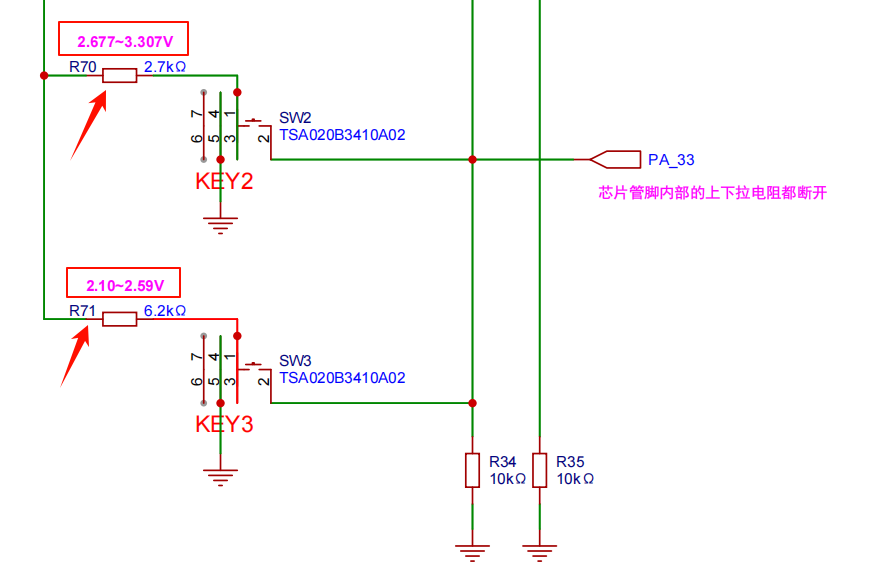 2.677~3.307V
R70 2.7kΩ
7 4 1
6 5 3 2
SW2
TSA020B3410A02
KEY2
PA_33
芯片管脚内部的上下拉电阻都断开
2.10~2.59V
R71 6.2kΩ
7 4 1
6 5 3 2
SW3
TSA020B3410A02
KEY3
R34
10kΩ
R35
10kΩ